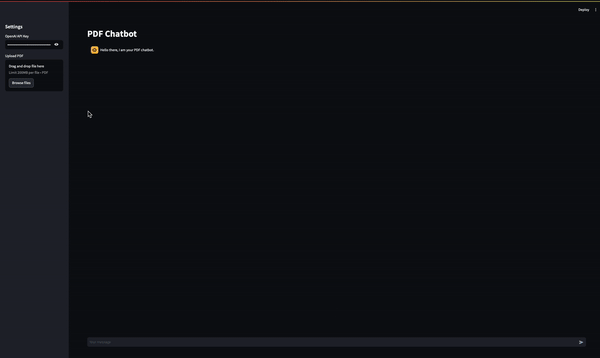 Deploy
Settings
OpenAI API Key
Upload PDF
Drag and drop file here
Limit 200MB per file • PDF
Browse files
PDF Chatbot
Hello there, I am your PDF chatbot.
Your message